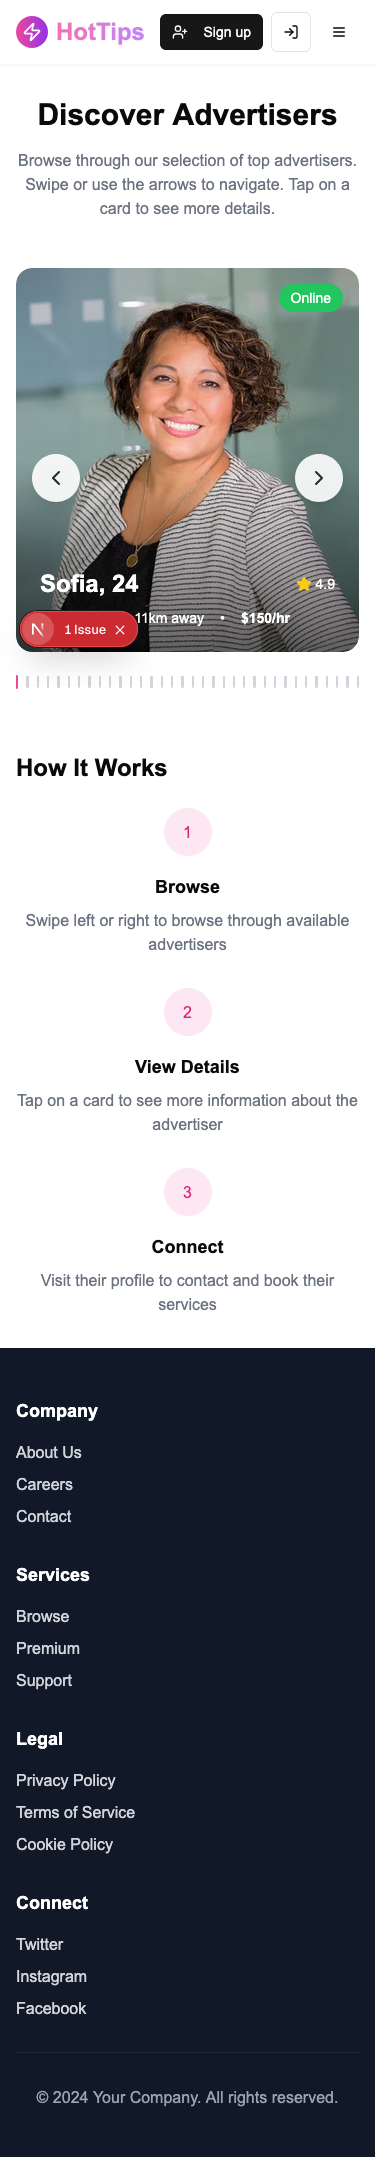 HotTips
Sign up
Discover Advertisers
Browse through our selection of top advertisers.
Swipe or use the arrows to navigate. Tap on a
card to see more details.
Online
Sofia, 24
4.9
11km away • $150/hr
N 1 Issue
How It Works
1
Browse
Swipe left or right to browse through available
advertisers
2
View Details
Tap on a card to see more information about the
advertiser
3
Connect
Visit their profile to contact and book their
services
Company
About Us
Careers
Contact
Services
Browse
Premium
Support
Legal
Privacy Policy
Terms of Service
Cookie Policy
Connect
Twitter
Instagram
Facebook
© 2024 Your Company. All rights reserved.